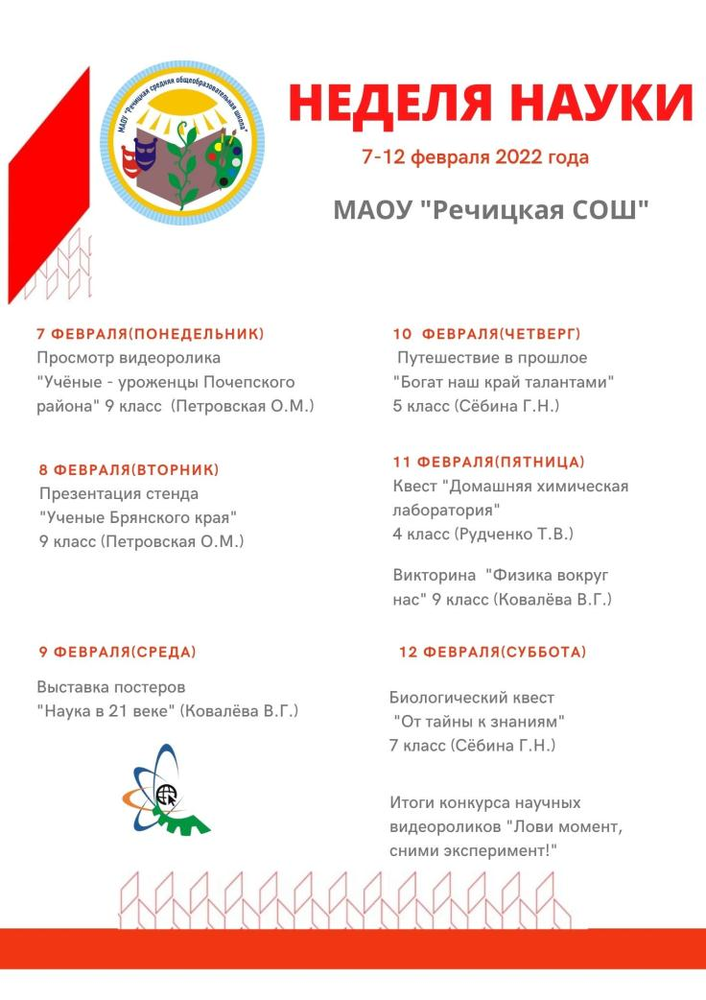 МАОУ "Речицкая средняя общеобразовательная школа"
НЕДЕЛЯ НАУКИ
7-12 февраля 2022 года
МАОУ "Речицкая СОШ"
7 ФЕВРАЛЯ(ПОНЕДЕЛЬНИК)
Просмотр видеоролика
"Учёные - уроженцы Почепского
района" 9 класс (Петровская О.М.)
8 ФЕВРАЛЯ(ВТОРНИК)
Презентация стенда
"Ученые Брянского края"
9 класс (Петровская О.М.)
9 ФЕВРАЛЯ(СРЕДА)
Выставка постеров
"Наука в 21 веке" (Ковалёва В.Г.)
10 ФЕВРАЛЯ(ЧЕТВЕРГ)
Путешествие в прошлое
"Богат наш край талантами"
5 класс (Сёбина Г.Н.)
11 ФЕВРАЛЯ(ПЯТНИЦА)
Квест "Домашняя химическая
лаборатория"
4 класс (Рудченко Т.В.)
Викторина "Физика вокруг
нас" 9 класс (Ковалёва В.Г.)
12 ФЕВРАЛЯ(СУББОТА)
Биологический квест
"От тайны к знаниям"
7 класс (Сёбина Г.Н.)
Итоги конкурса научных
видеороликов "Лови момент,
сними эксперимент!"